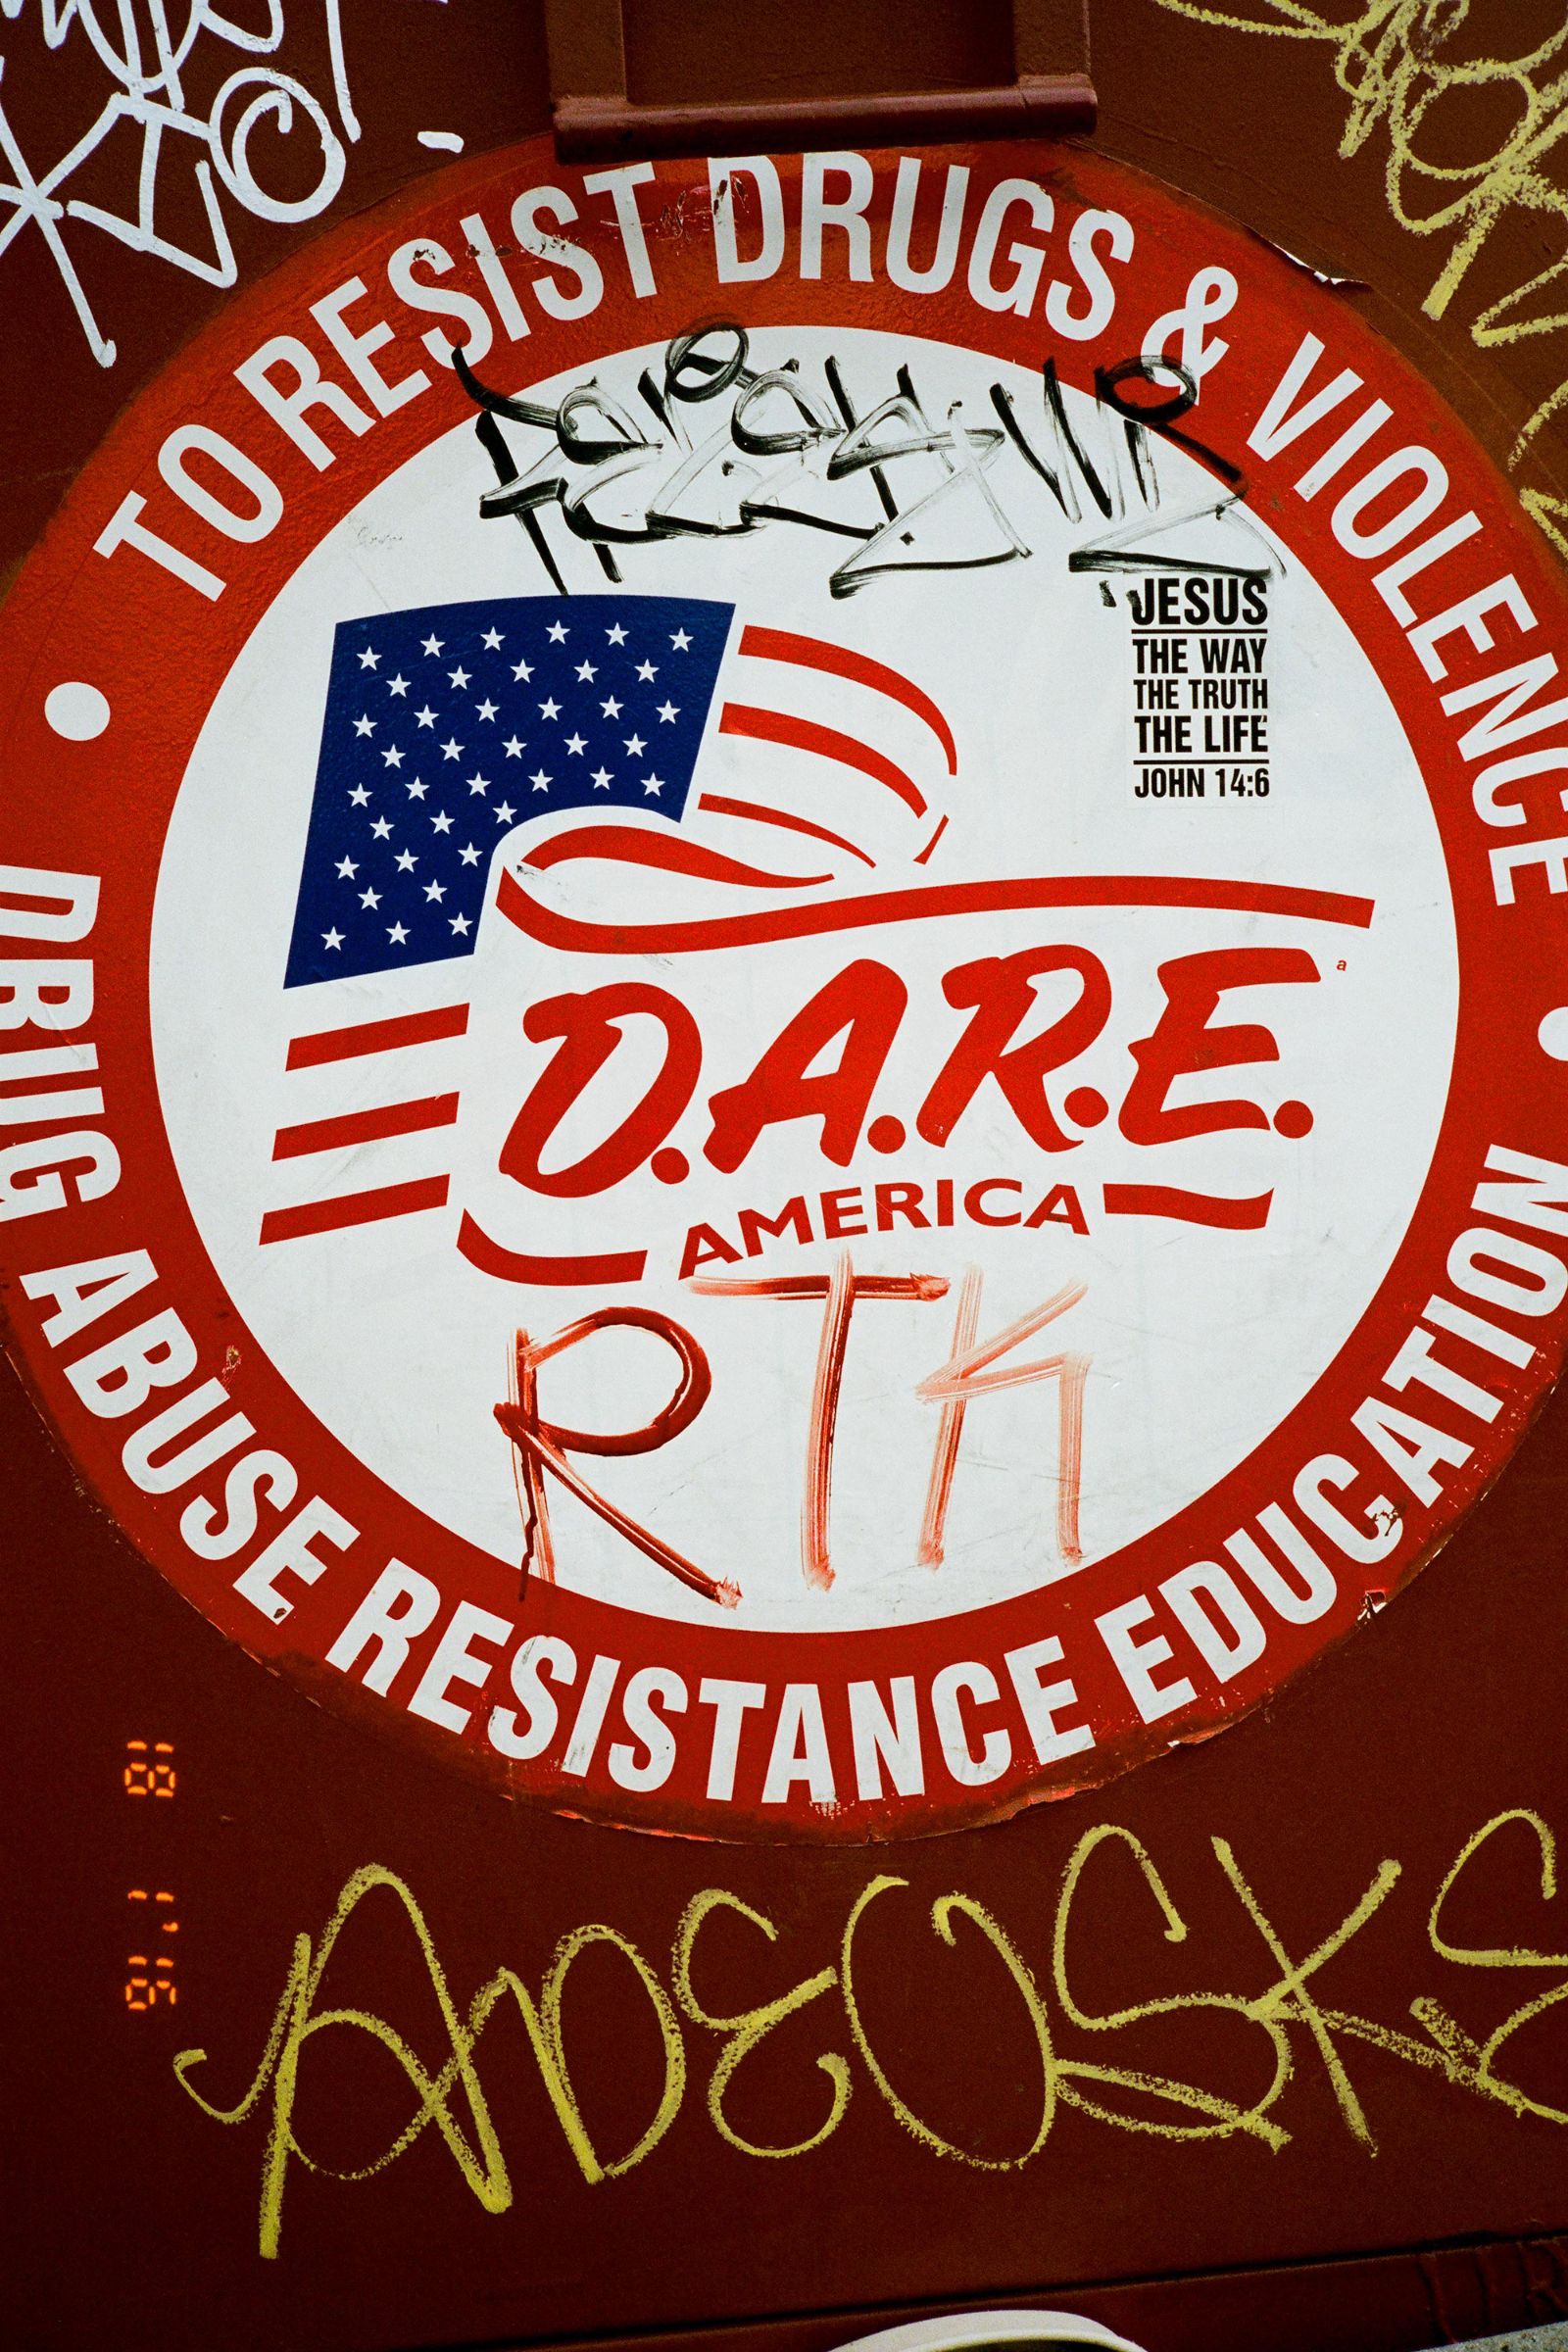 TO RESIST DRUGS & VIOLENCE
JESUS
THE WAY
THE TRUTH
THE LIFE
JOHN 14:6
D.A.R.E.
AMERICA
RTK
DRUG ABUSE RESISTANCE EDUCATION